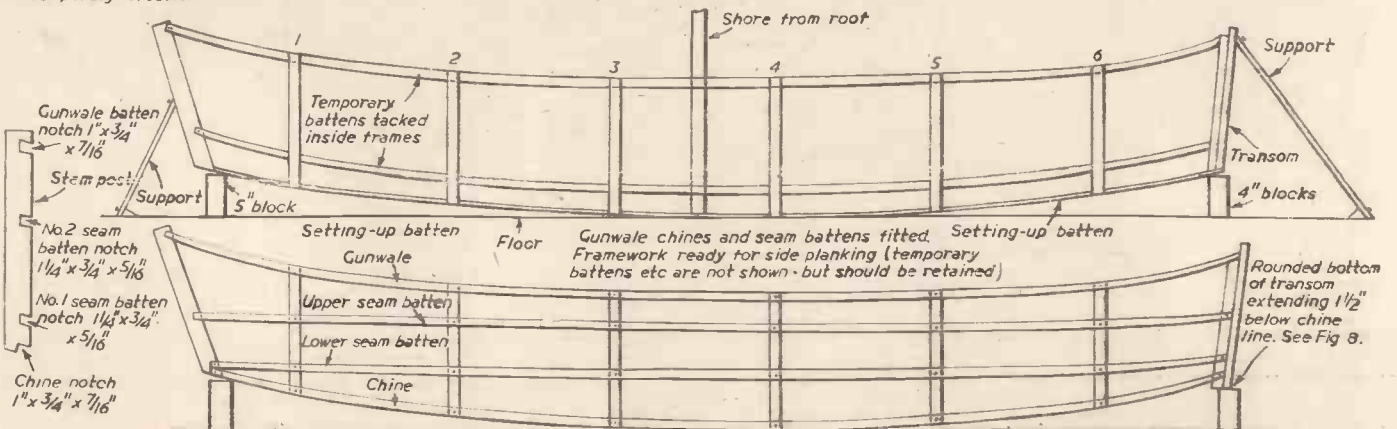 Shore from roof
1
2
3
4
5
6
Support
Temporary
battens tacked
inside frames
Gunwale batten
notch 1" x 3/4"
x 7/16"
Stem post
Support
5" block
Transom
4" blocks
No.2 seam
batten notch
1 1/4" x 3/4" x 5/16"
Setting-up batten
Floor
Gunwale chines and seam battens fitted.
Framework ready for side planking (temporary
battens etc are not shown - but should be retained)
Setting-up batten
Gunwale
Upper seam batten
Lower seam batten
Chine
No.1 seam batten
notch 1 1/4" x 3/4"
x 5/16"
Chine notch
1" x 3/4" x 7/16"
Rounded bottom
of transom
extending 1 1/2"
below chine
line. See Fig 8.